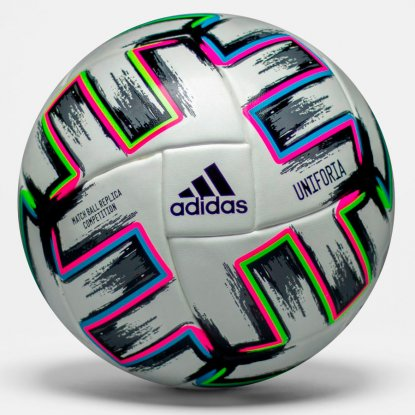 MATCH BALL REPLICA
COMPETITION
adidas
UNIFORIA